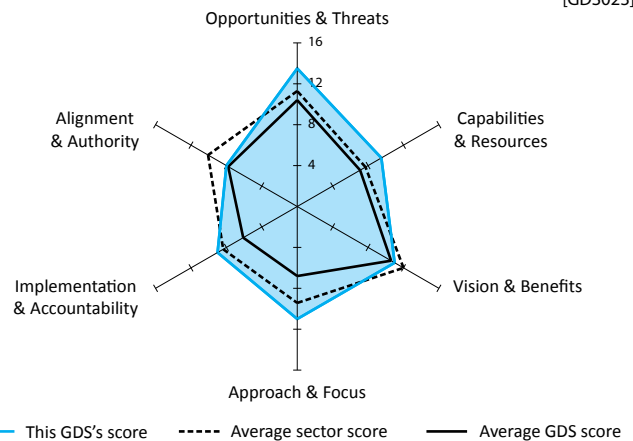 [GDS025]
Opportunities & Threats
16
12
8
4
Alignment
& Authority
Capabilities
& Resources
Implementation
& Accountability
Vision & Benefits
Approach & Focus
This GDS's score
Average sector score
Average GDS score